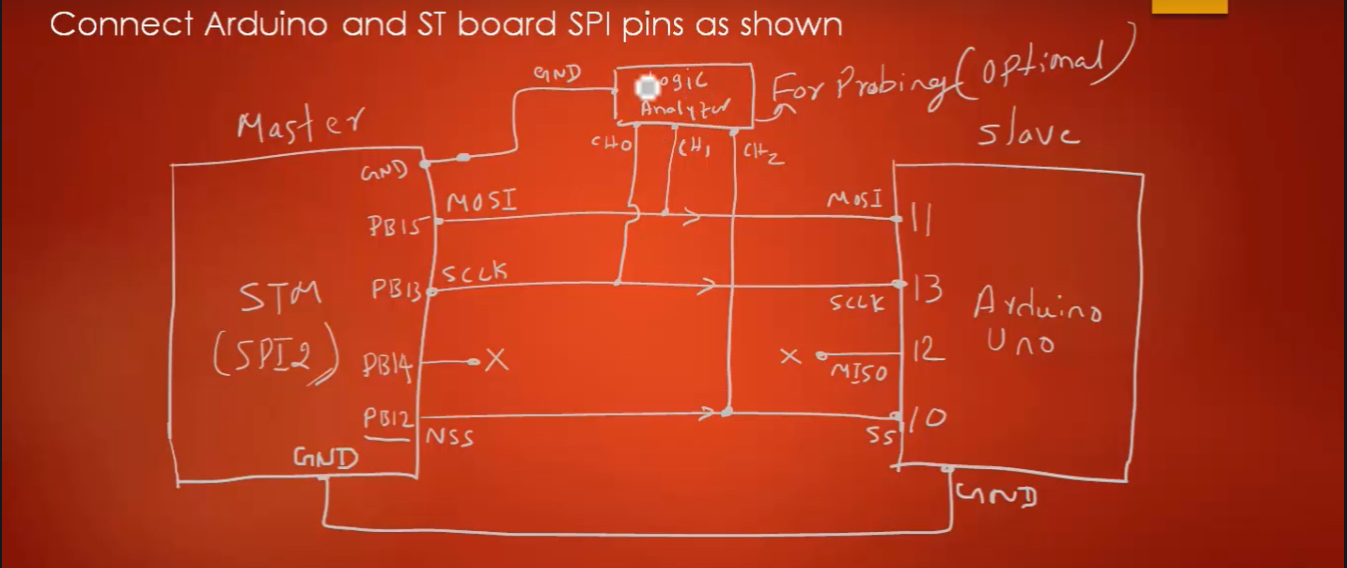 Connect Arduino and ST board SPI pins as shown
GND
Logic
Analyzer
For Probing (optimal)
Master
slave
CH0
CH1
CH2
GND
MOSI
MOSI
PB15
11
SCLK
PB13
SCLK
13
STM
(SPI2)
Arduino
Uno
PB14
X
X
MISO
12
PB12
NSS
SS
10
GND
GND